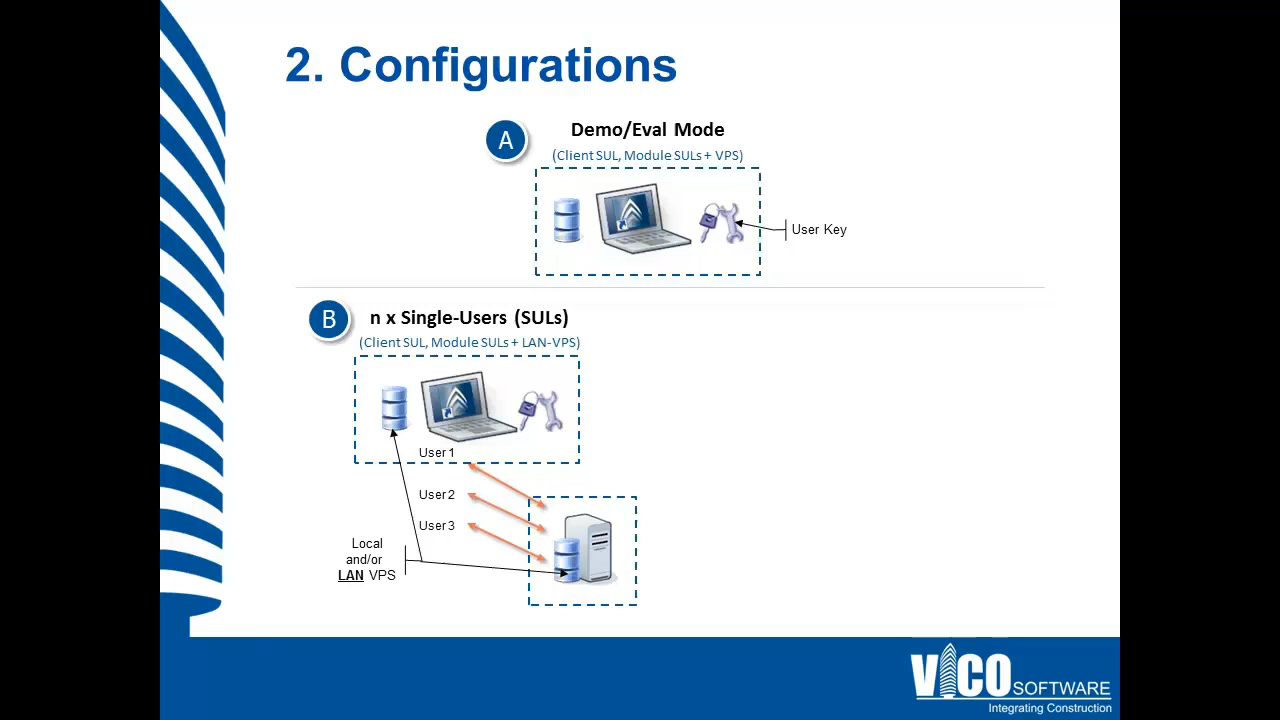 2. Configurations
A
Demo/Eval Mode
(Client SUL, Module SULs + VPS)
User Key
B
n x Single-Users (SULs)
(Client SUL, Module SULs + LAN-VPS)
User 1
User 2
User 3
Local
and/or
LAN VPS
VICO SOFTWARE
Integrating Construction